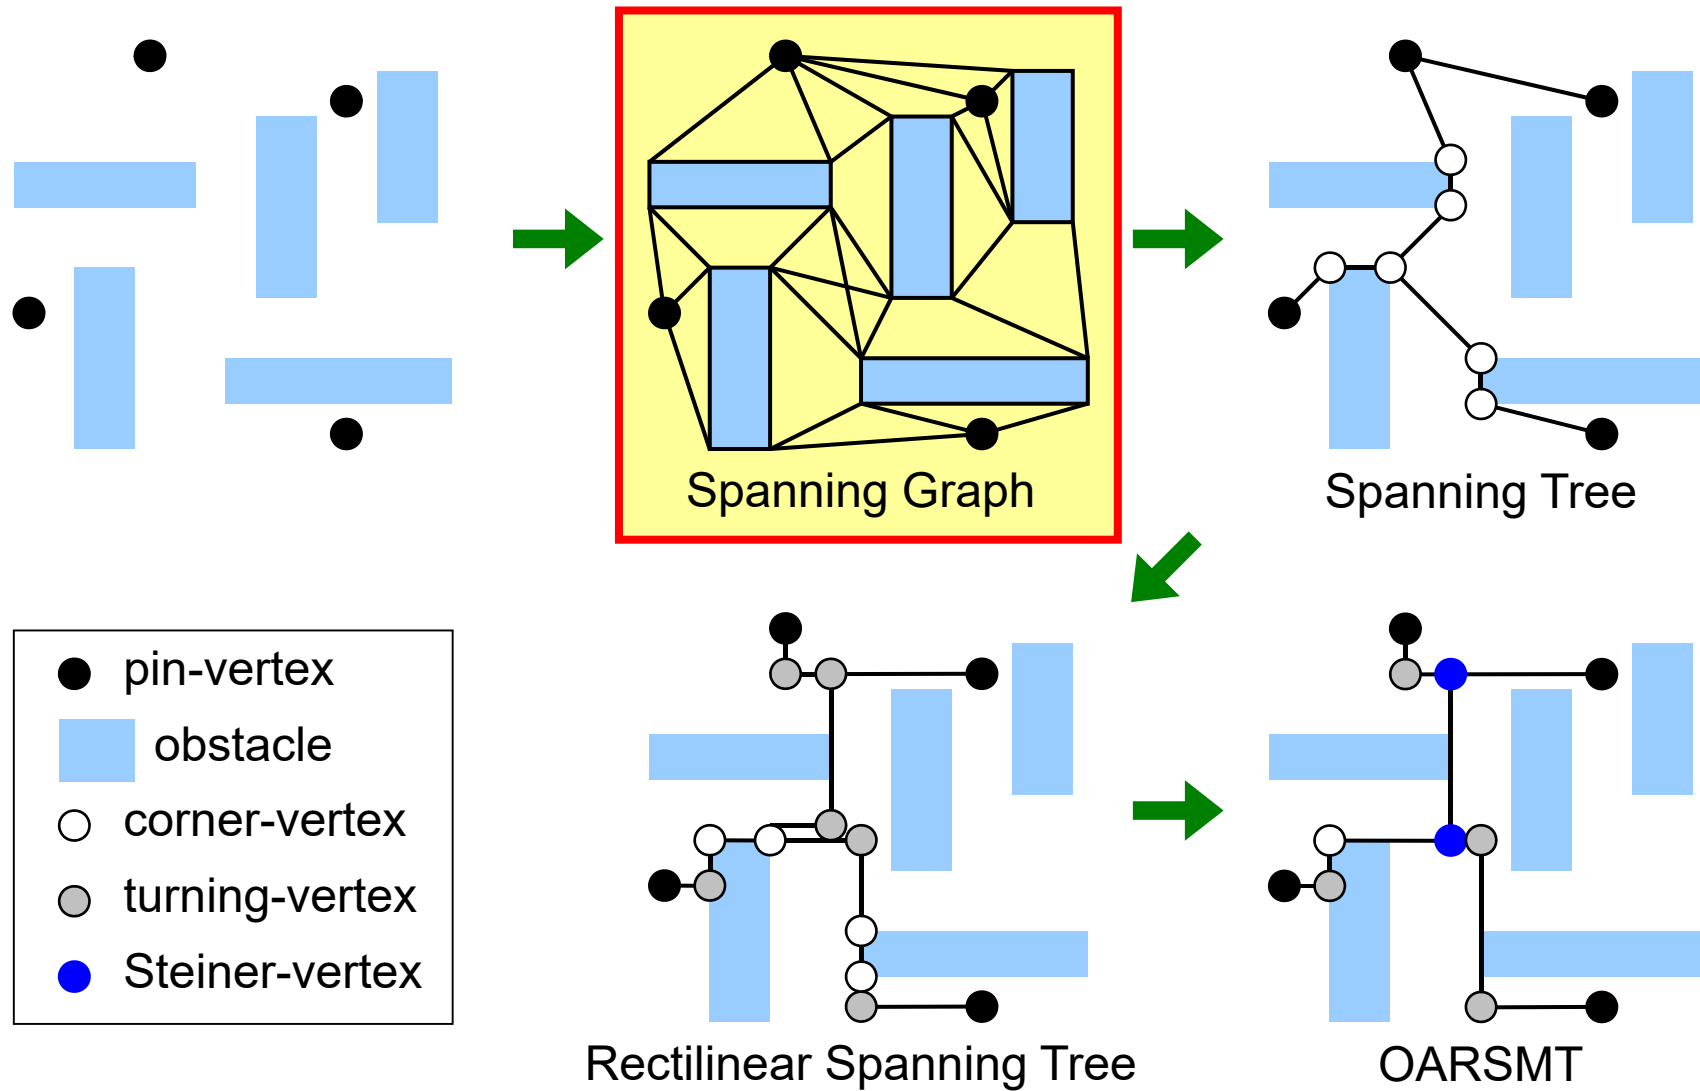 Spanning Graph
Spanning Tree
pin-vertex
obstacle
corner-vertex
turning-vertex
Steiner-vertex
Rectilinear Spanning Tree
OARSMT